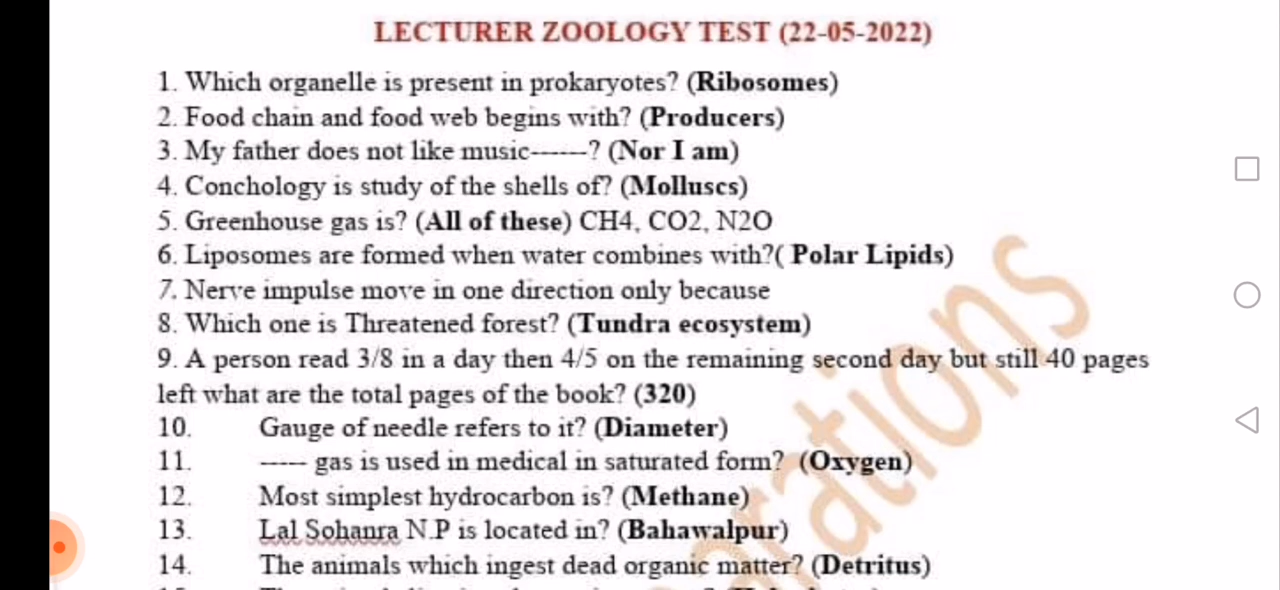 LECTURER ZOOLOGY TEST (22-05-2022)
1. Which organelle is present in prokaryotes? (Ribosomes)
2. Food chain and food web begins with? (Producers)
3. My father does not like music------? (Nor I am)
4. Conchology is study of the shells of? (Molluscs)
5. Greenhouse gas is? (All of these) CH4, CO2, N2O
6. Liposomes are formed when water combines with?( Polar Lipids)
7. Nerve impulse move in one direction only because
8. Which one is Threatened forest? (Tundra ecosystem)
9. A person read 3/8 in a day then 4/5 on the remaining second day but still 40 pages
left what are the total pages of the book? (320)
10. Gauge of needle refers to it? (Diameter)
11. ----- gas is used in medical in saturated form? (Oxygen)
12. Most simplest hydrocarbon is? (Methane)
13. Lal Sohanra N.P is located in? (Bahawalpur)
14. The animals which ingest dead organic matter? (Detritus)